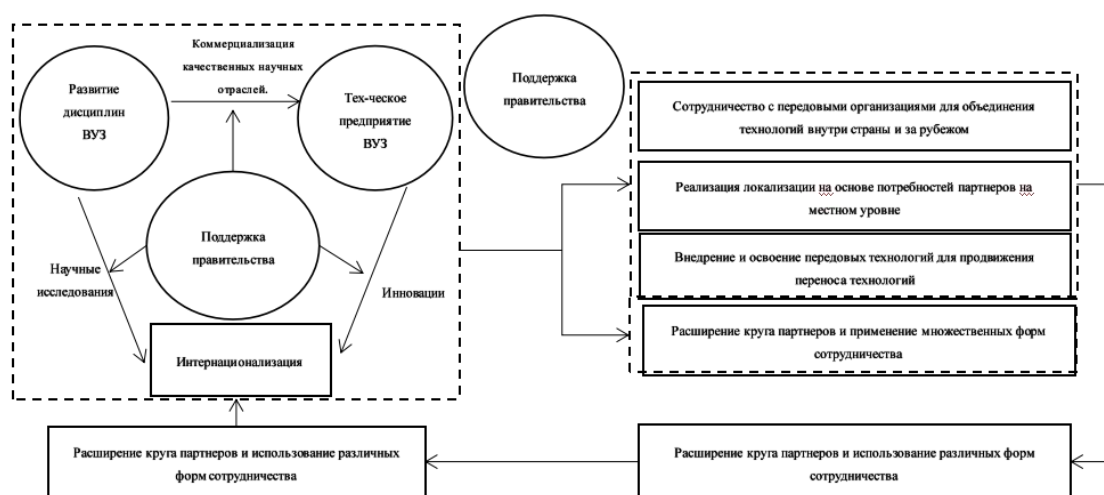 Коммерциализация
качественных научных
отраслей.
Развитие
дисциплин
ВУЗ
Тех-ческое
предприятие
ВУЗ
Поддержка
правительства
Научные
исследования
Инновации
Интернационализация
Поддержка
правительства
Сотрудничество с передовыми организациями для объединения
технологий внутри страны и за рубежом
Реализация локализации на основе потребностей партнеров на
местном уровне
Внедрение и освоение передовых технологий для продвижения
переноса технологий
Расширение круга партнеров и применение множественных форм
сотрудничества
Расширение круга партнеров и использование различных
форм сотрудничества
Расширение круга партнеров и использование различных форм
сотрудничества